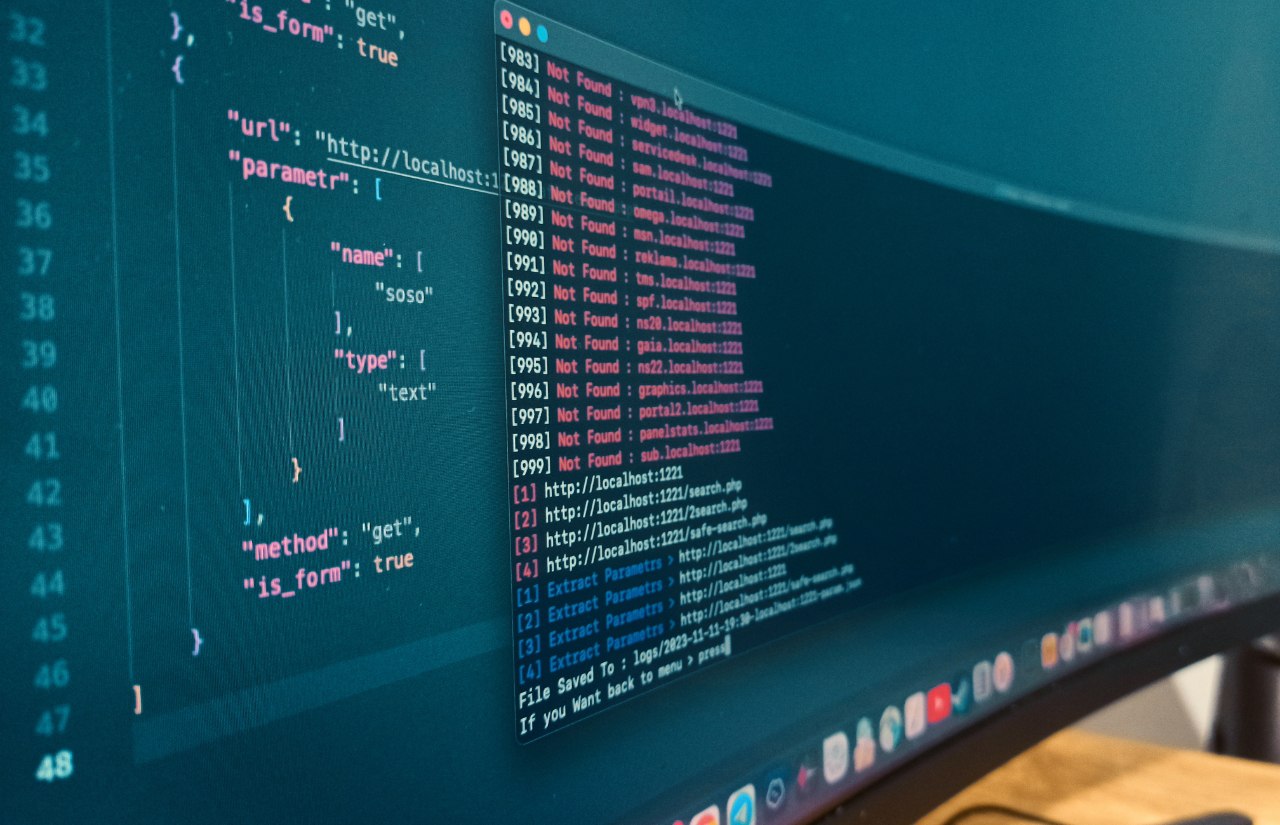 32 "get",
33 }, "is_form": true
{
34
35 "url": "http://localhost:1
36 "parametr": [
37 {
38 "name": [
39 "soso"
40 ],
41 "type": [
42 "text"
43 ]
44 }
45 ],
46 "method": "get",
47 "is_form": true
48 }
]
[983] Not Found : vpn3.localhost:1221
[984] Not Found : widget.localhost:1221
[985] Not Found : servicedesk.localhost:1221
[986] Not Found : sam.localhost:1221
[987] Not Found : portail.localhost:1221
[988] Not Found : omega.localhost:1221
[989] Not Found : msn.localhost:1221
[990] Not Found : reklama.localhost:1221
[991] Not Found : tms.localhost:1221
[992] Not Found : spf.localhost:1221
[993] Not Found : ns20.localhost:1221
[994] Not Found : gaia.localhost:1221
[995] Not Found : ns22.localhost:1221
[996] Not Found : graphics.localhost:1221
[997] Not Found : portal2.localhost:1221
[998] Not Found : panelstats.localhost:1221
[999] Not Found : sub.localhost:1221
[1] http://localhost:1221
[2] http://localhost:1221/search.php
[3] http://localhost:1221/2search.php
[4] http://localhost:1221/safe-search.php
[1] Extract Parametrs > http://localhost:1221/search.php
[2] Extract Parametrs > http://localhost:1221/2search.php
[3] Extract Parametrs > http://localhost:1221
[4] Extract Parametrs > http://localhost:1221/safe-search.php
File Saved To : logs/2023-11-11-19:30-localhost:1221-param.json
If you Want back to menu > press